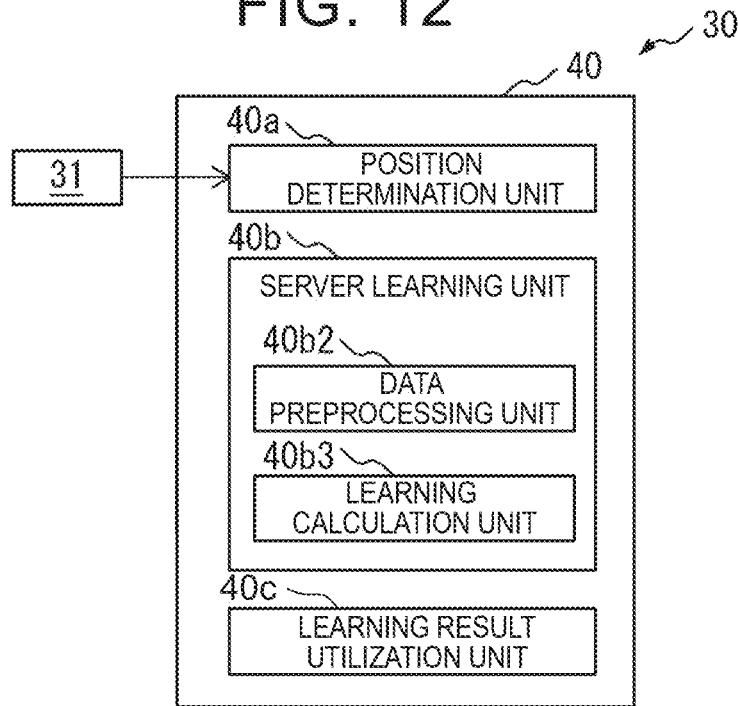 FIG. 12
30
40
40a
31
POSITION
DETERMINATION UNIT
40b
SERVER LEARNING UNIT
40b2
DATA
PREPROCESSING UNIT
40b3
LEARNING
CALCULATION UNIT
40c
LEARNING RESULT
UTILIZATION UNIT